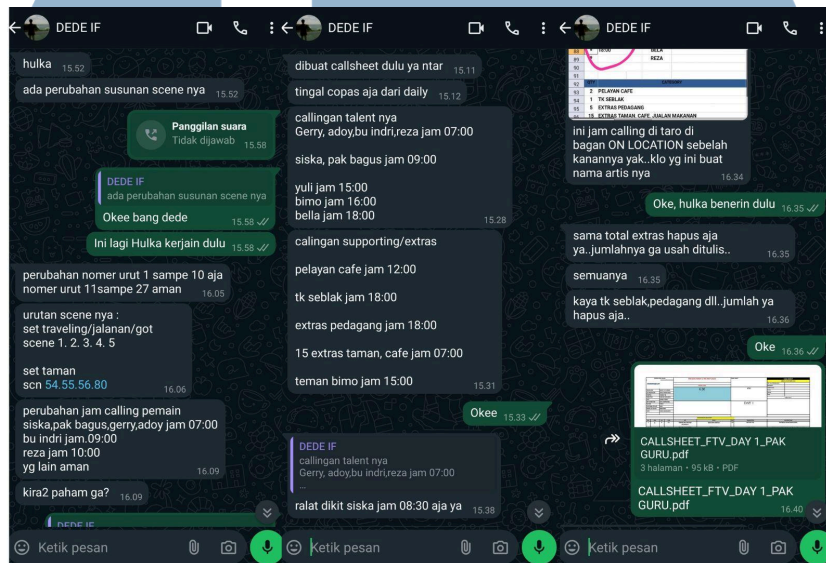 DEDE IF
hulka 15.52
ada perubahan susunan scene nya 15.52
Panggilan suara
Tidak dijawab 15.58
DEDE IF
ada perubahan susunan scene nya
Okee bang dede 15.58
Ini lagi Hulka kerjain dulu 15.58
perubahan nomer urut 1 sampe 10 aja
nomer urut 11sampe 27 aman 16.05
urutan scene nya :
set traveling/jalanan/got
scene 1. 2. 3. 4. 5
set taman
scn 54.55.56.80 16.06
perubahan jam calling pemain
siska,pak bagus,gerry,adoy jam 07:00
bu indri jam.09:00
reza jam 10:00
yg lain aman 16.09
kira2 paham ga? 16.09
DEDE IF
Ketik pesan
DEDE IF
dibuat callsheet dulu ya ntar 15.11
tingal copas aja dari daily 15.12
callingan talent nya
Gerry, adoy,bu indri,reza jam 07:00
siska, pak bagus jam 09:00
yuli jam 15:00
bimo jam 16:00
bella jam 18:00 15.28
calingan supporting/extras
pelayan cafe jam 12:00
tk seblak jam 18:00
extras pedagang jam 18:00
15 extras taman, cafe jam 07:00
teman bimo jam 15:00 15.31
Okee 15.33
DEDE IF
callingan talent nya
Gerry, adoy,bu indri,reza jam 07:00
...
ralat dikit siska jam 08:30 aja ya 15.38
Ketik pesan
DEDE IF
88 18:00 BELA
89 REZA
90
91
92 QTY CATEGORY
93 2 PELAYAN CAFE
94 1 TK SEBLAK
95 5 EXTRAS PEDAGANG
96 15 EXTRAS TAMAN, CAFE, JUALAN MAKANAN
ini jam calling di taro di
bagan ON LOCATION sebelah
kanannya yak..klo yg ini buat
nama artis nya 16.34
Oke, hulka benerin dulu 16.35
sama total extras hapus aja
ya..jumlahnya ga usah ditulis.. 16.35
semuanya 16.35
kaya tk seblak,pedagang dll..jumlah ya
hapus aja.. 16.36
Oke 16.36
CALLSHEET_FTV_DAY 1_PAK
GURU.pdf
3 halaman • 95 kB • PDF
CALLSHEET_FTV_DAY 1_PAK
GURU.pdf 16.40
Ketik pesan